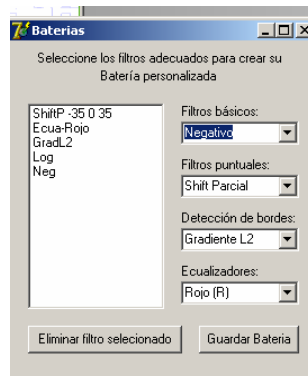 Baterias
Seleccione los filtros adecuados para crear su
Batería personalizada
ShiftP -35 0 35
Ecua-Rojo
GradL2
Log
Neg
Filtros básicos:
Negativo
Filtros puntuales:
Shift Parcial
Detección de bordes:
Gradiente L2
Ecualizadores:
Rojo (R)
Eliminar filtro selecionado
Guardar Bateria